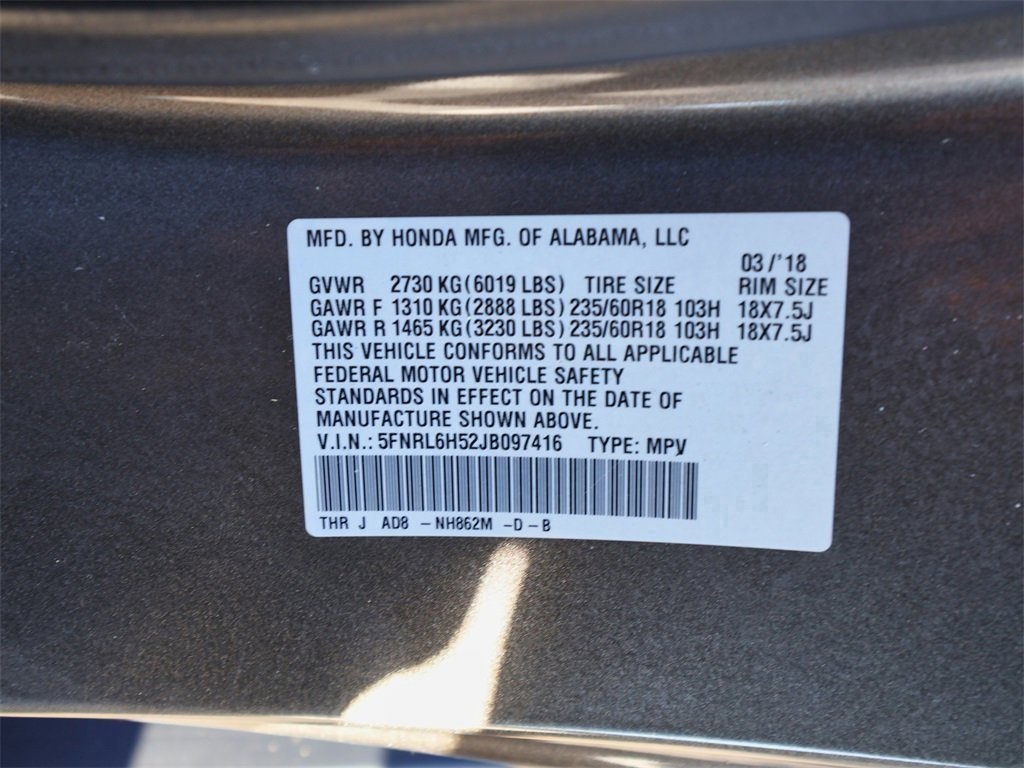 MFD. BY HONDA MFG. OF ALABAMA, LLC
03 /'18
GVWR 2730 KG(6019 LBS) TIRE SIZE RIM SIZE
GAWR F 1310 KG(2888 LBS) 235/60R18 103H 18X7.5J
GAWR R 1465 KG(3230 LBS) 235/60R18 103H 18X7.5J
THIS VEHICLE CONFORMS TO ALL APPLICABLE
FEDERAL MOTOR VEHICLE SAFETY
STANDARDS IN EFFECT ON THE DATE OF
MANUFACTURE SHOWN ABOVE.
V.I.N.: 5FNRL6H52JB097416 TYPE: MPV
THR J AD8 -NH862M -D-B